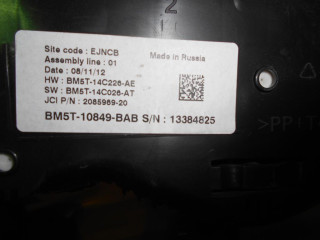 2
Site code : EJNCB
Made in Russia
Assembly line : 01
Date : 08/11/12
HW : BM5T-14C226-AE
SW : BM5T-14C026-AT
JCI P/N : 2085969-20
BM5T-10849-BAB S/N : 13384825